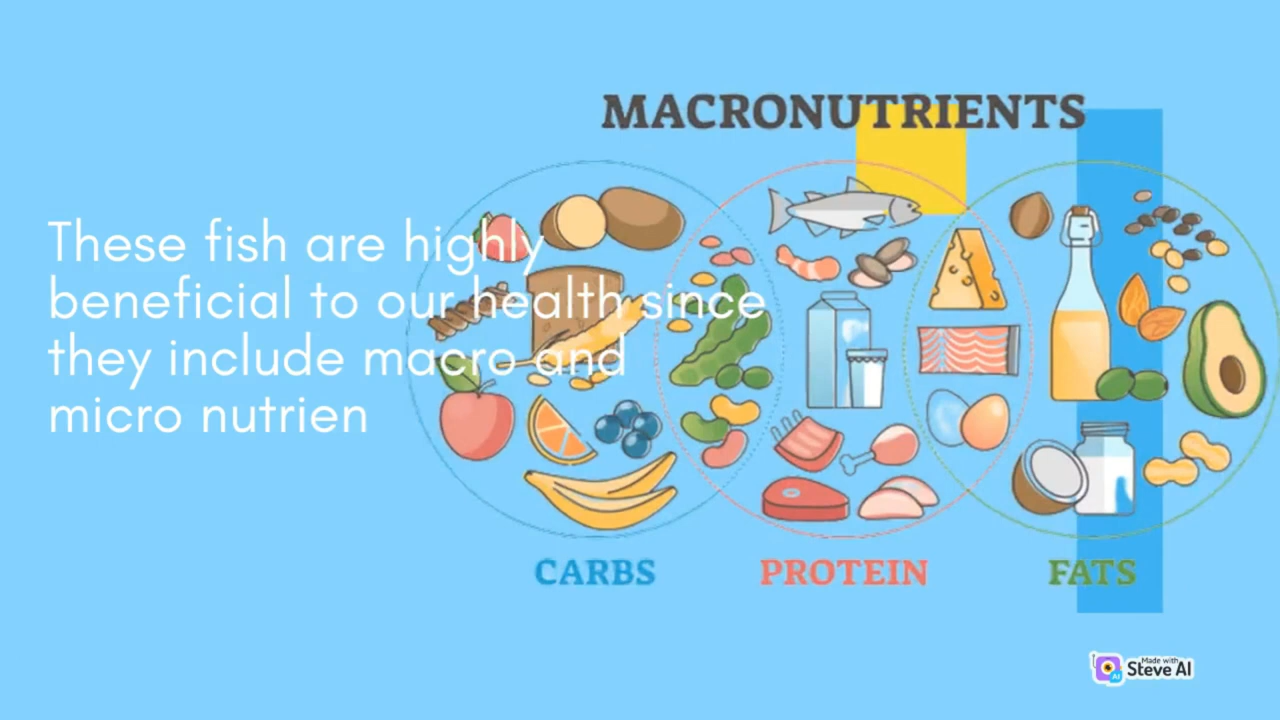 MACRONUTRIENTS
These fish are highly
beneficial to our health since
they include macro and
micro nutrien
CARBS
PROTEIN
FATS
Made with
Steve AI
AI